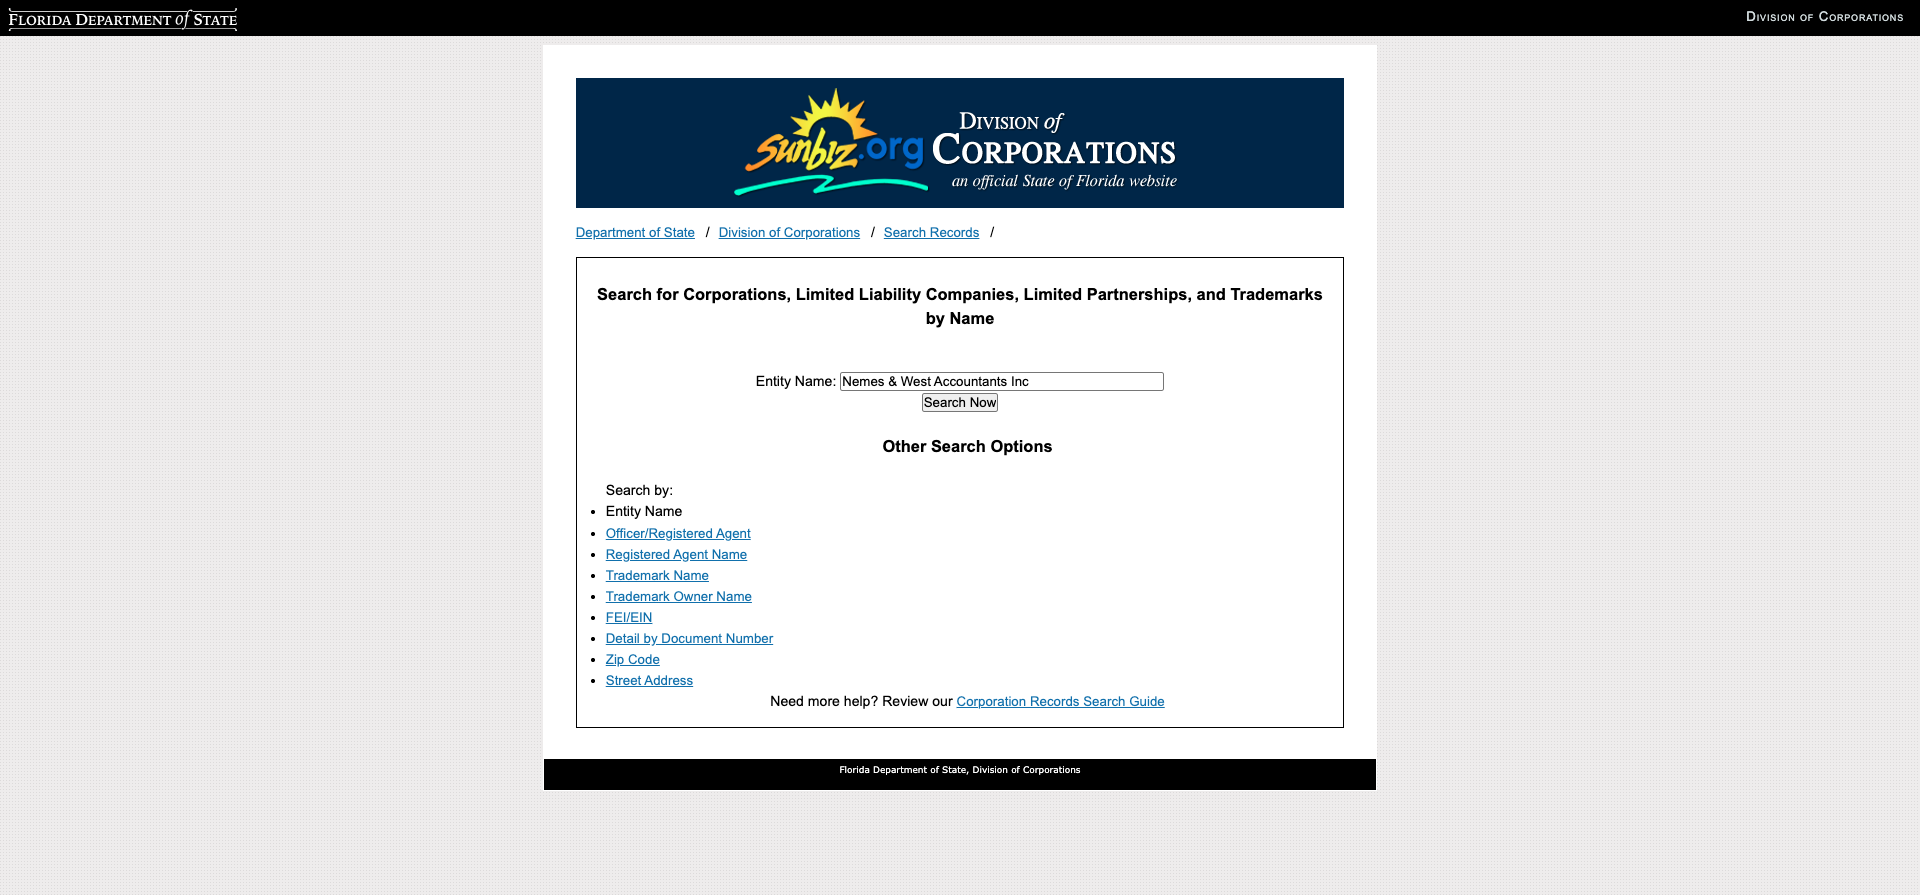 Florida Department of State
Division of Corporations
Sunbiz.org Division of Corporations
an official State of Florida website
Department of State / Division of Corporations / Search Records /
Search for Corporations, Limited Liability Companies, Limited Partnerships, and Trademarks
by Name
Entity Name: Nemes & West Accountants Inc
Search Now
Other Search Options
Search by:
Entity Name
Officer/Registered Agent
Registered Agent Name
Trademark Name
Trademark Owner Name
FEI/EIN
Detail by Document Number
Zip Code
Street Address
Need more help? Review our Corporation Records Search Guide
Florida Department of State, Division of Corporations